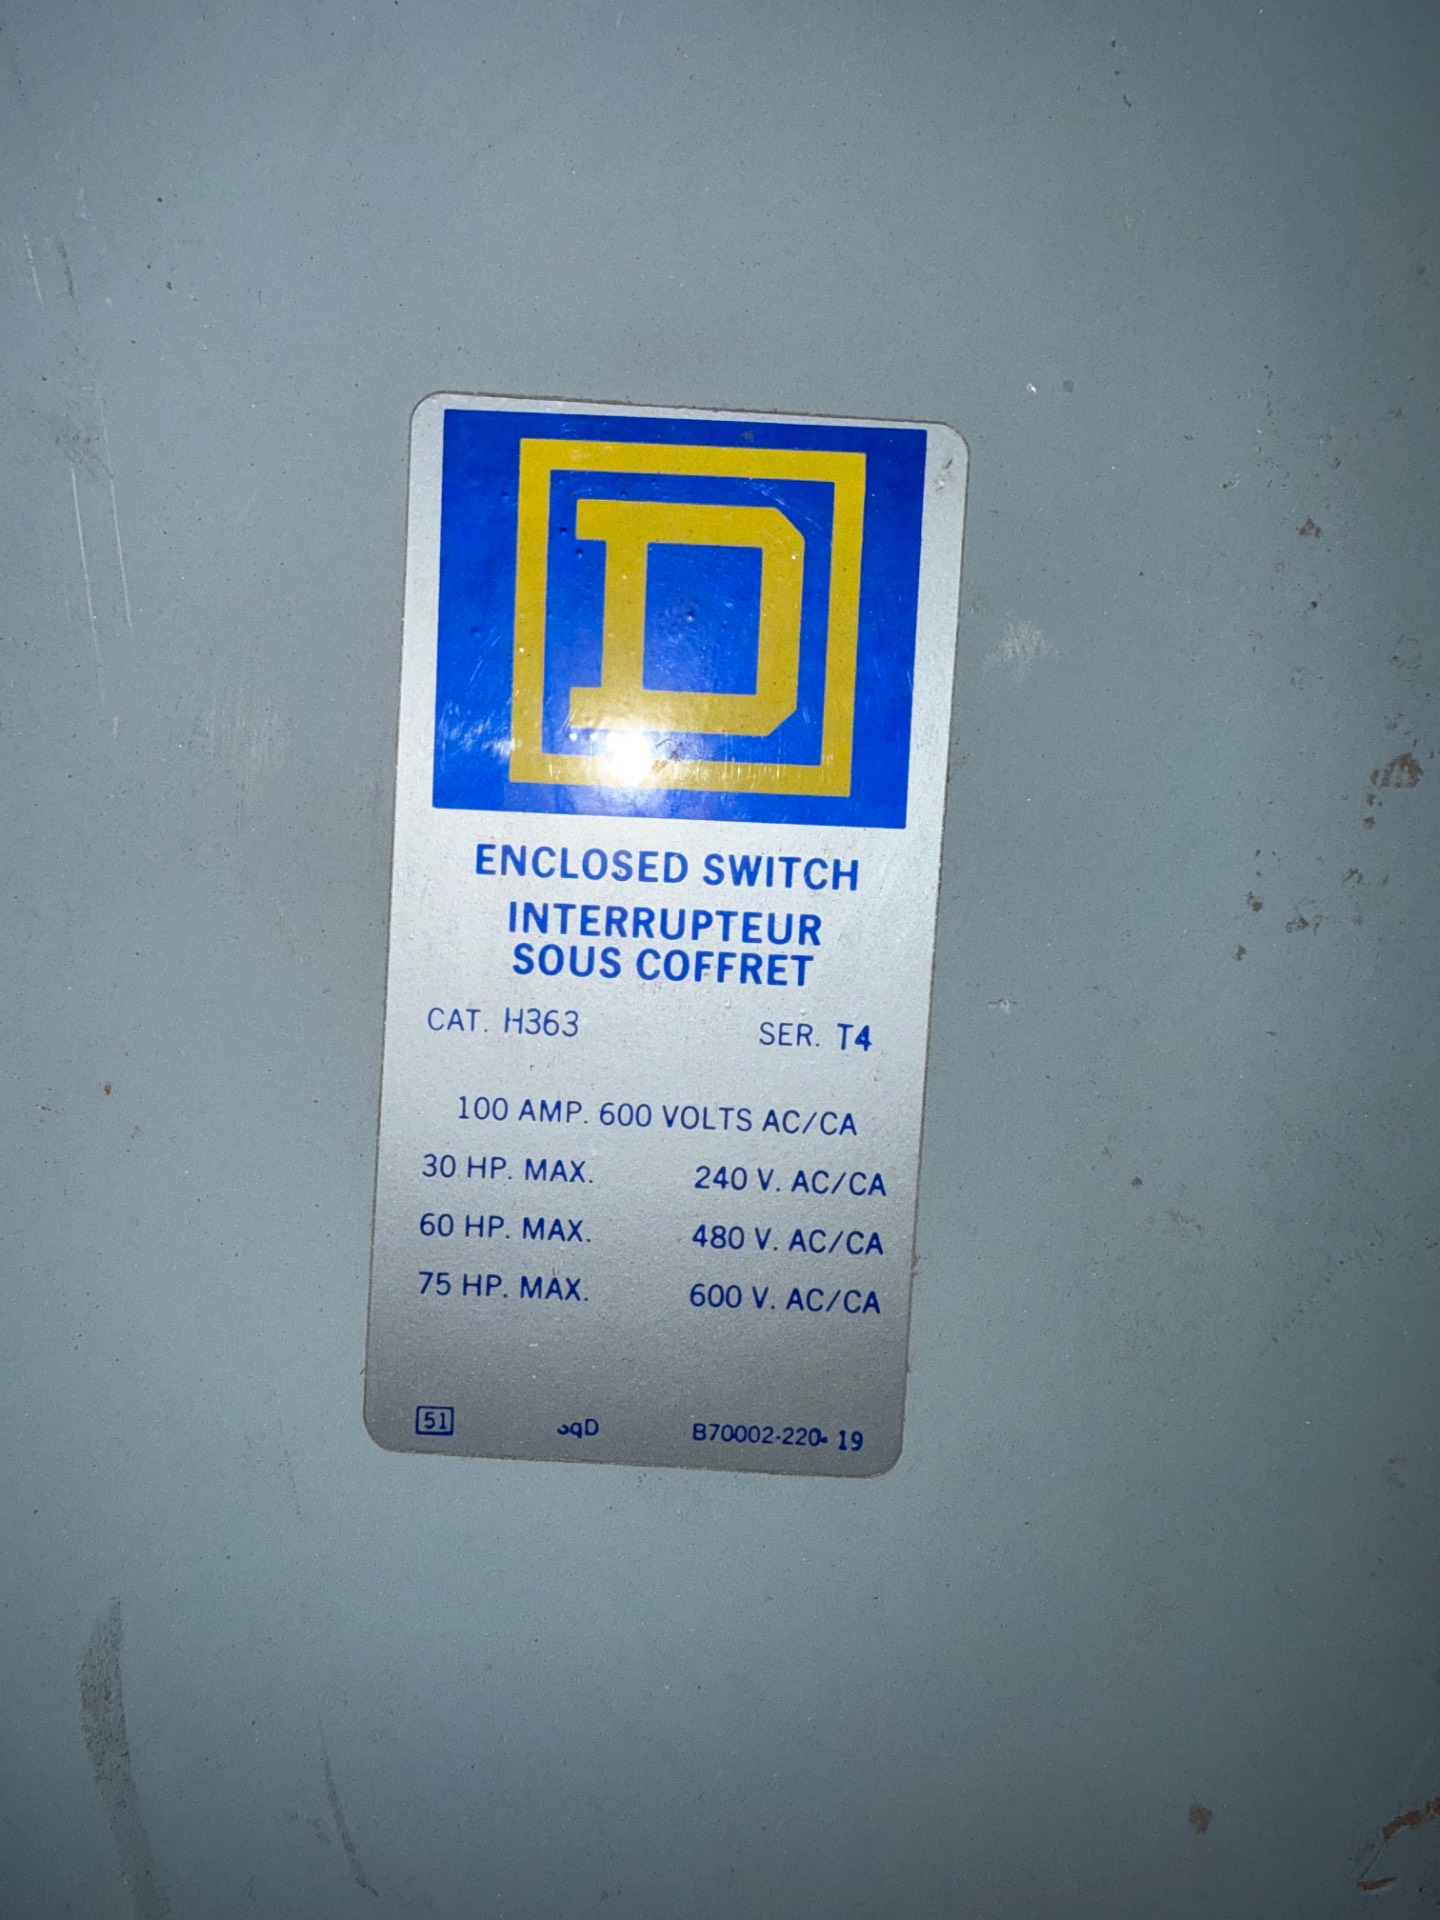 D
ENCLOSED SWITCH
INTERRUPTEUR
SOUS COFFRET
CAT. H363 SER. T4
100 AMP. 600 VOLTS AC/CA
30 HP. MAX. 240 V. AC/CA
60 HP. MAX. 480 V. AC/CA
75 HP. MAX. 600 V. AC/CA
51 SqD B70002-220-19